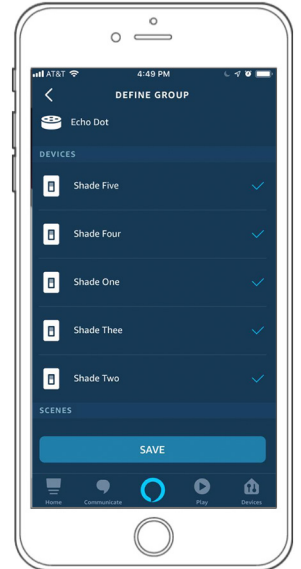 AT&T 4:49 PM
DEFINE GROUP
Echo Dot
DEVICES
Shade Five
Shade Four
Shade One
Shade Thee
Shade Two
SCENES
SAVE
Home Communicate Play Devices